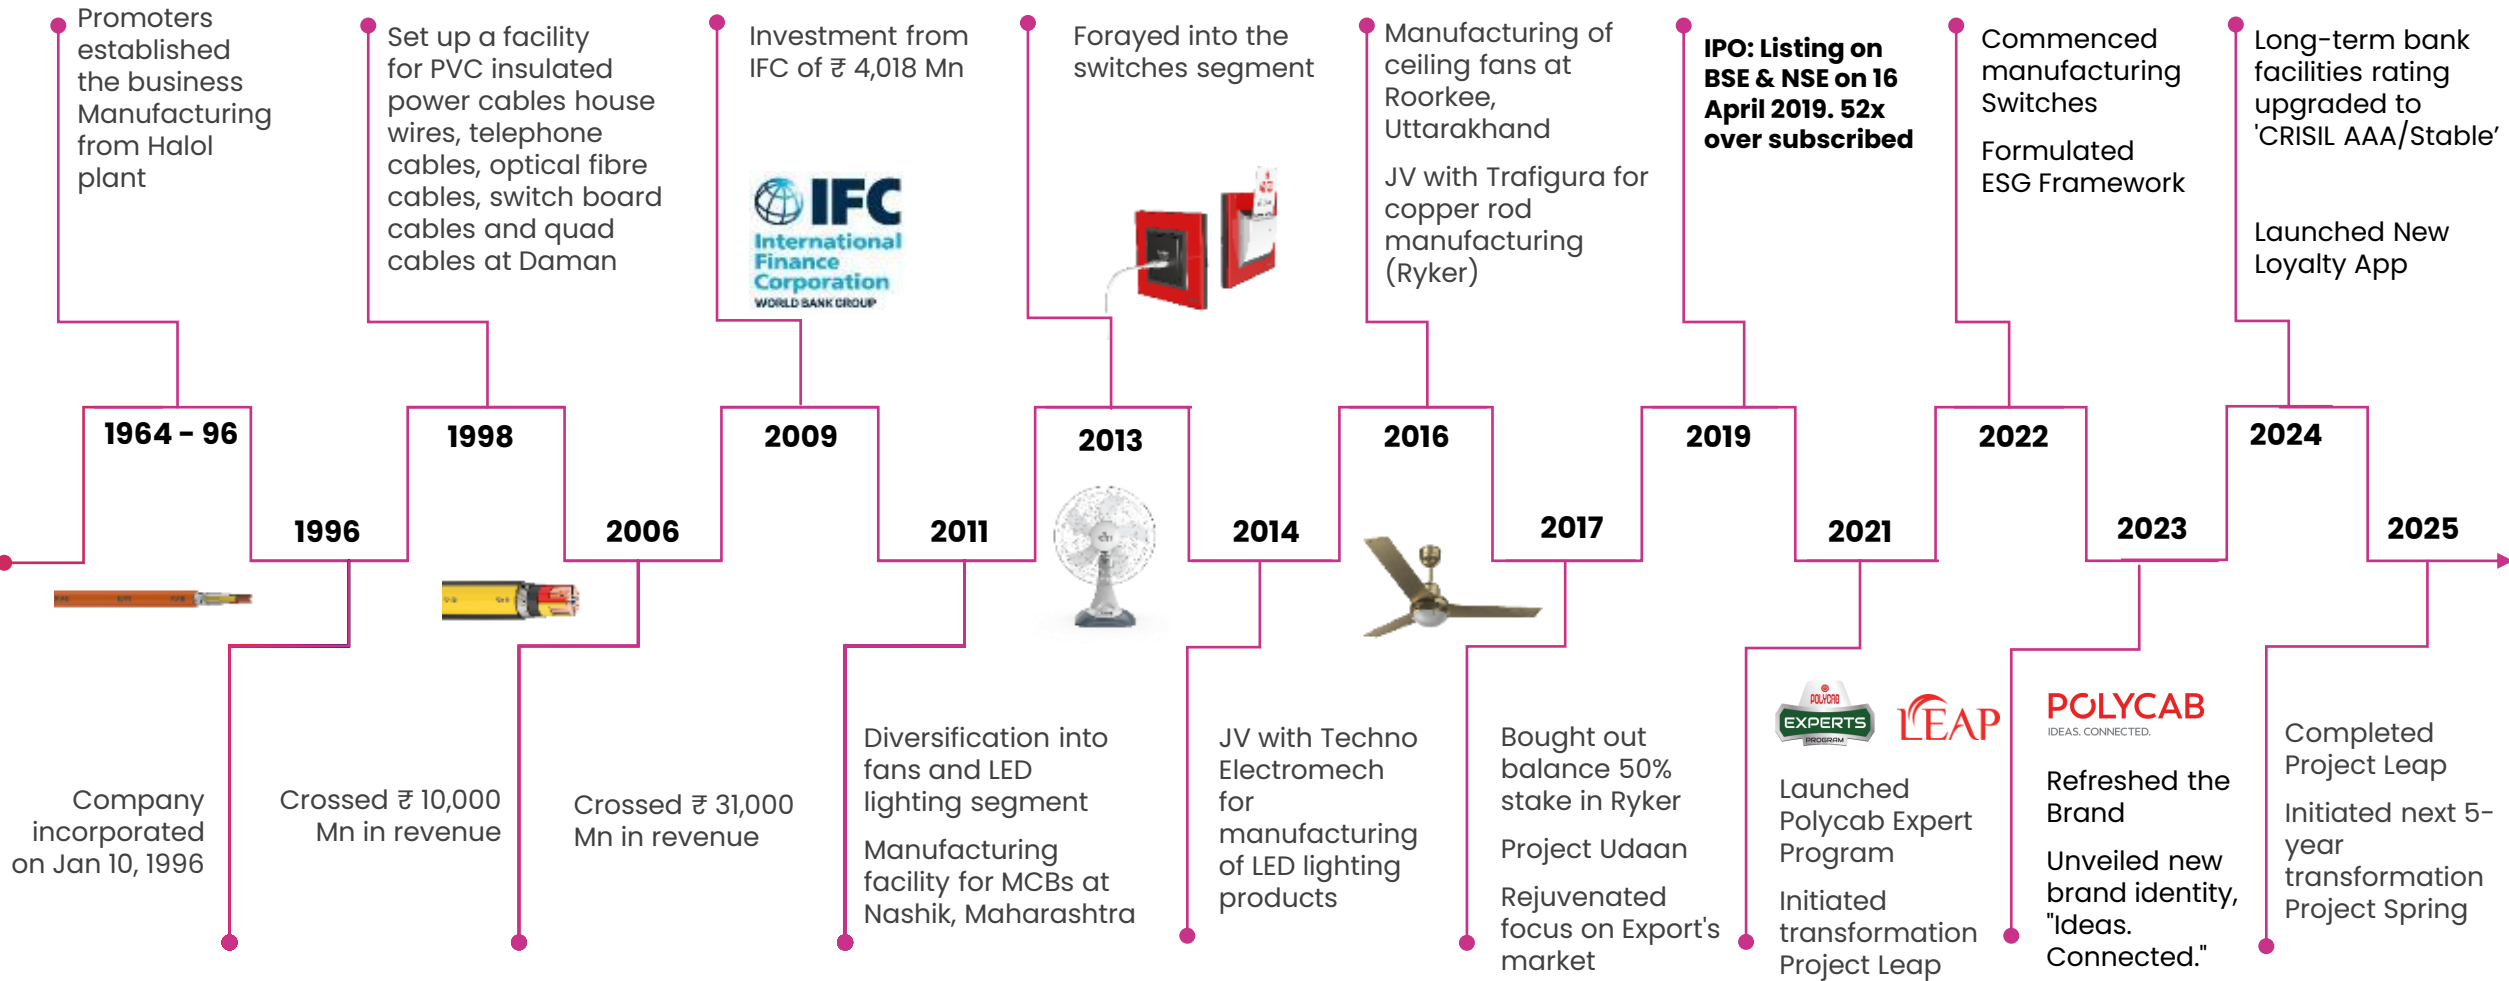 Promoters
established
the business
Manufacturing
from Halol
plant
Set up a facility
for PVC insulated
power cables house
wires, telephone
cables, optical fibre
cables, switch board
cables and quad
cables at Daman
Investment from
IFC of ₹ 4,018 Mn
IFC
International
Finance
Corporation
WORLD BANK GROUP
Forayed into the
switches segment
Manufacturing of
ceiling fans at
Roorkee,
Uttarakhand
JV with Trafigura for
copper rod
manufacturing
(Ryker)
IPO: Listing on
BSE & NSE on 16
April 2019. 52x
over subscribed
Commenced
manufacturing
Switches
Formulated
ESG Framework
Long-term bank
facilities rating
upgraded to
'CRISIL AAA/Stable’
Launched New
Loyalty App
1964 - 96
1998
2009
2013
2016
2019
2022
2024
1996
2006
2011
2014
2017
2021
2023
2025
Company
incorporated
on Jan 10, 1996
Crossed ₹ 10,000
Mn in revenue
Crossed ₹ 31,000
Mn in revenue
Diversification into
fans and LED
lighting segment
Manufacturing
facility for MCBs at
Nashik, Maharashtra
JV with Techno
Electromech
for
manufacturing
of LED lighting
products
Bought out
balance 50%
stake in Ryker
Project Udaan
Rejuvenated
focus on Export's
market
POLYCAB
EXPERTS
PROGRAM
LEAP
Launched
Polycab Expert
Program
Initiated
transformation
Project Leap
POLYCAB
IDEAS. CONNECTED.
Refreshed the
Brand
Unveiled new
brand identity,
"Ideas.
Connected."
Completed
Project Leap
Initiated next 5-
year
transformation
Project Spring